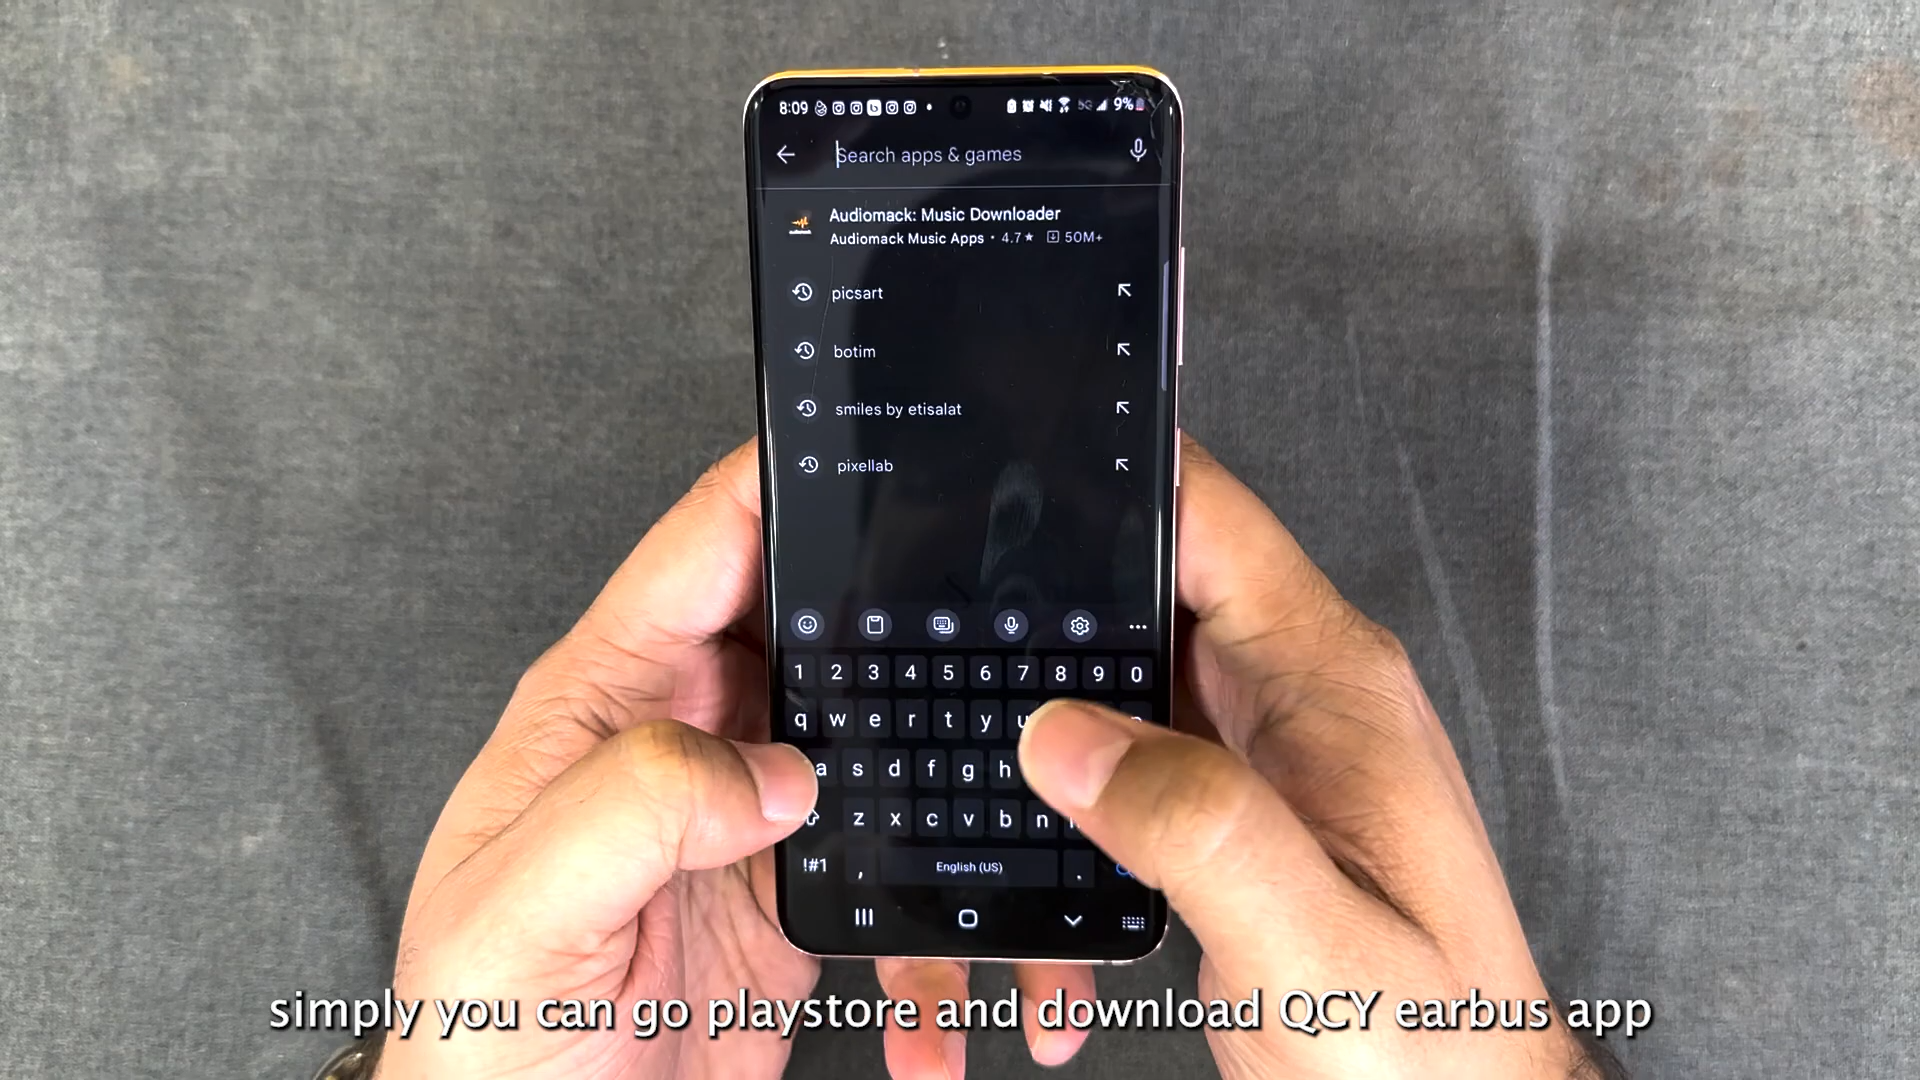 8:09 5G 9%
Search apps & games
Audiomack: Music Downloader
audiomack
Audiomack Music Apps • 4.7★ 50M+
picsart
botim
smiles by etisalat
pixellab
1 2 3 4 5 6 7 8 9 0
q w e r t y u
a s d f g h
z x c v b n
!#1 , English (US) .
simply you can go playstore and download QCY earbus app